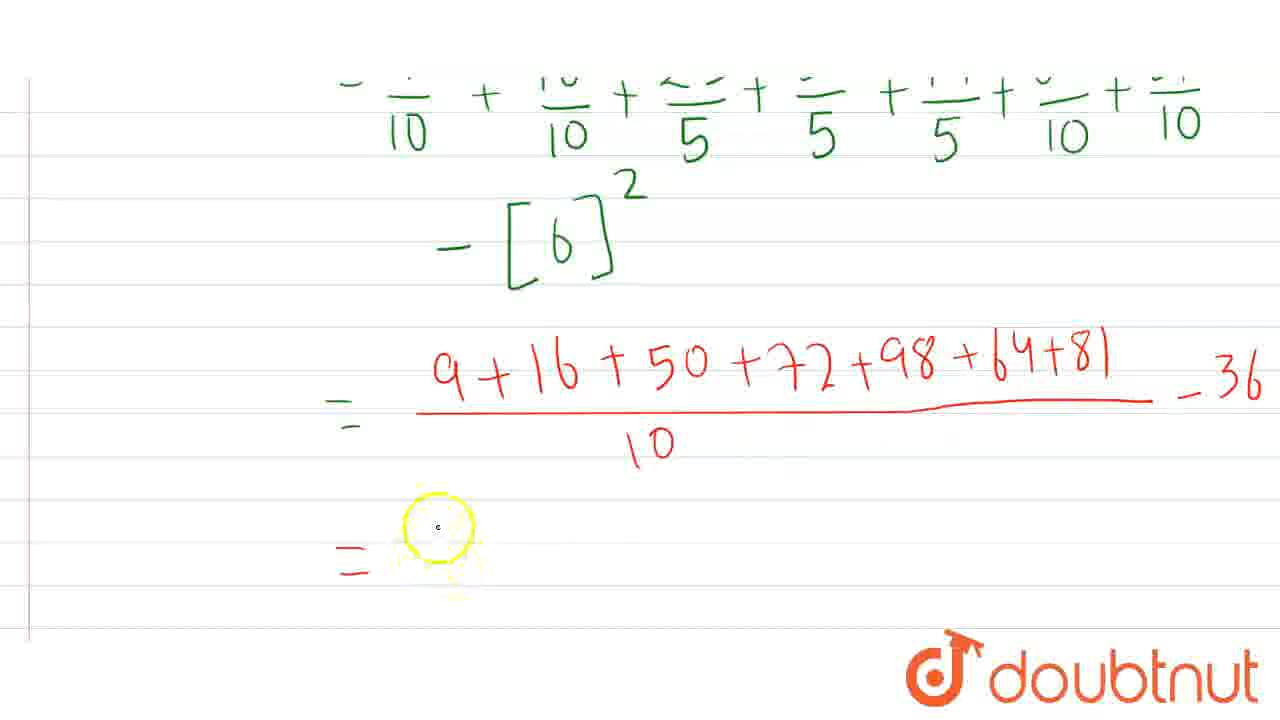 - /10 + /10 + /5 + /5 + /5 + /10 + /10
- [6]²
= 9+16+50+72+98+64+81 / 10 - 36
=
doubtnut